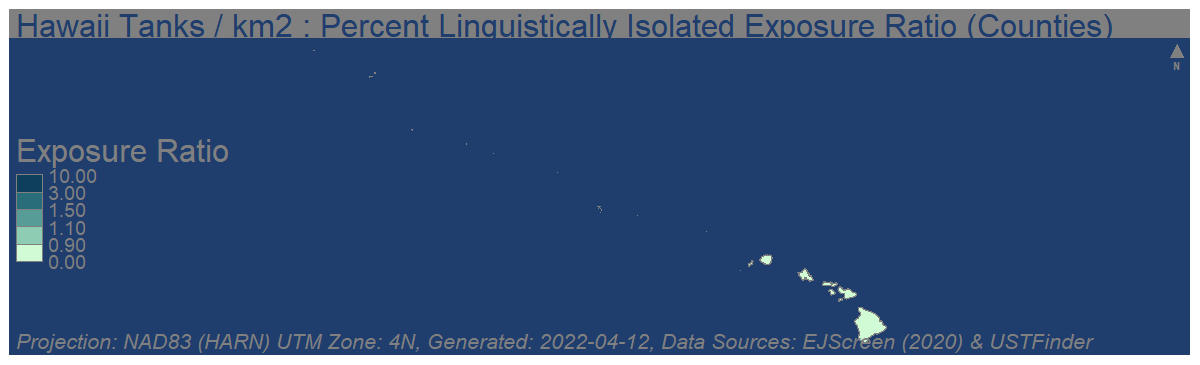 Hawaii Tanks / km2 : Percent Linguistically Isolated Exposure Ratio (Counties)
N
Exposure Ratio
10.00
3.00
1.50
1.10
0.90
0.00
Projection: NAD83 (HARN) UTM Zone: 4N, Generated: 2022-04-12, Data Sources: EJScreen (2020) & USTFinder